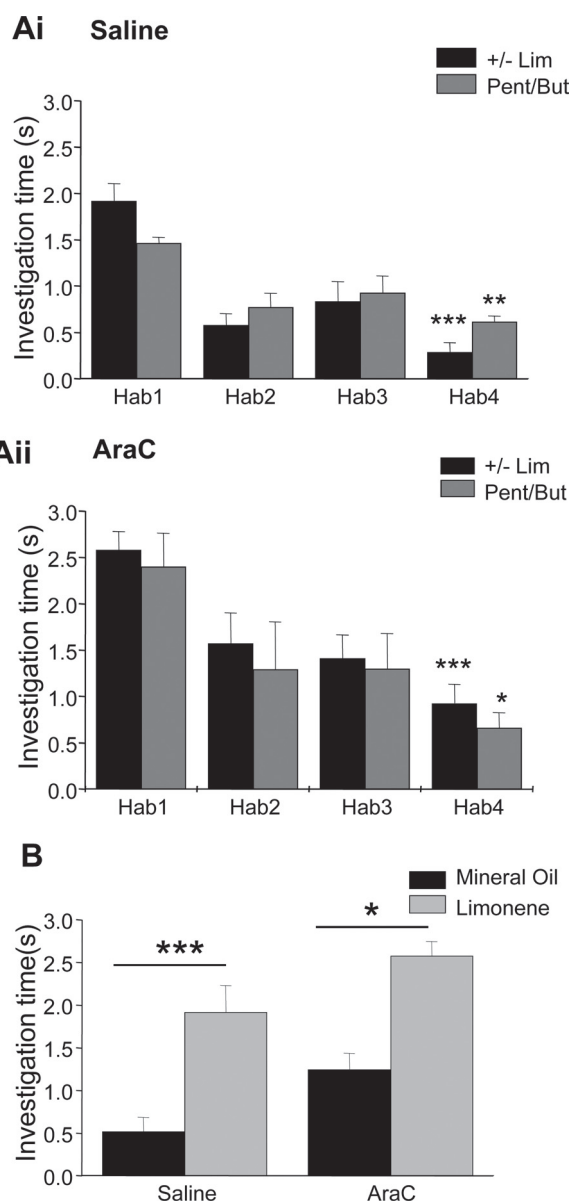 Ai Saline
+/- Lim
Pent/But
Investigation time (s)
3.0
2.5
2.0
1.5
1.0
0.5
0.0
*** **
Hab1 Hab2 Hab3 Hab4
Aii AraC
+/- Lim
Pent/But
Investigation time (s)
3.0
2.5
2.0
1.5
1.0
0.5
0.0
*** *
Hab1 Hab2 Hab3 Hab4
B
Mineral Oil
Limonene
Investigation time(s)
3.0
2.5
2.0
1.5
1.0
0.5
0.0
*** *
Saline AraC